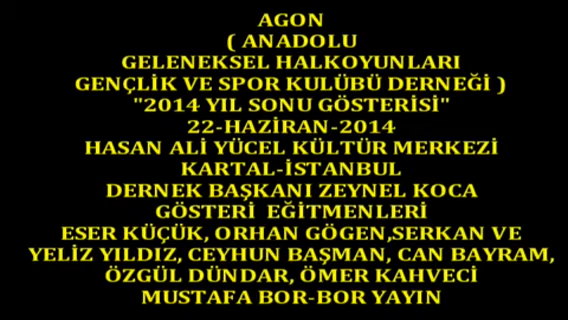 AGON
( ANADOLU
GELENEKSEL HALKOYUNLARI
GENÇLİK VE SPOR KULÜBÜ DERNEĞİ )
"2014 YIL SONU GÖSTERİSİ"
22-HAZİRAN-2014
HASAN ALİ YÜCEL KÜLTÜR MERKEZİ
KARTAL-İSTANBUL
DERNEK BAŞKANI ZEYNEL KOCA
GÖSTERİ  EĞİTMENLERİ
ESER KÜÇÜK, ORHAN GÖGEN,SERKAN VE
YELİZ YILDIZ, CEYHUN BAŞMAN, CAN BAYRAM,
ÖZGÜL DÜNDAR, ÖMER KAHVECİ
MUSTAFA BOR-BOR YAYIN